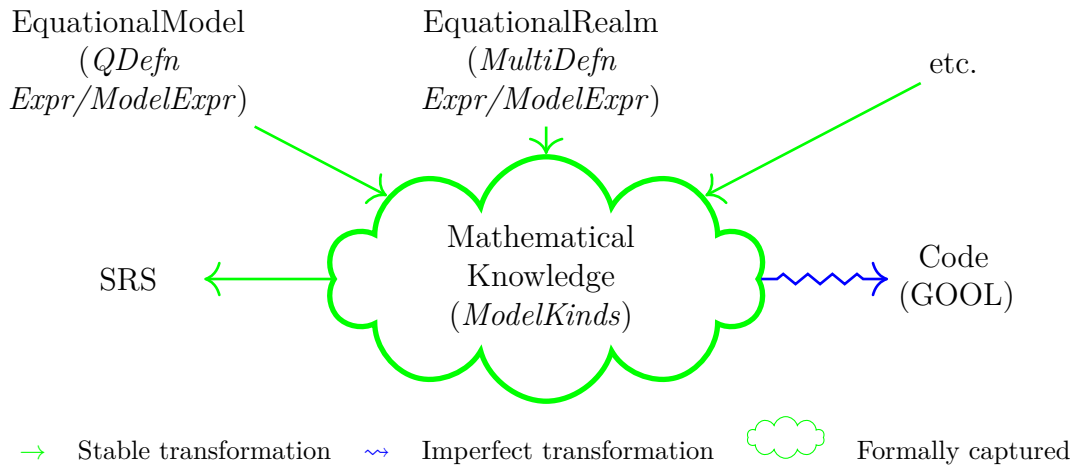 EquationalModel
(QDefn
Expr/ModelExpr)
EquationalRealm
(MultiDefn
Expr/ModelExpr)
etc.
Mathematical
Knowledge
(ModelKinds)
SRS
Code
(GOOL)
Stable transformation
Imperfect transformation
Formally captured